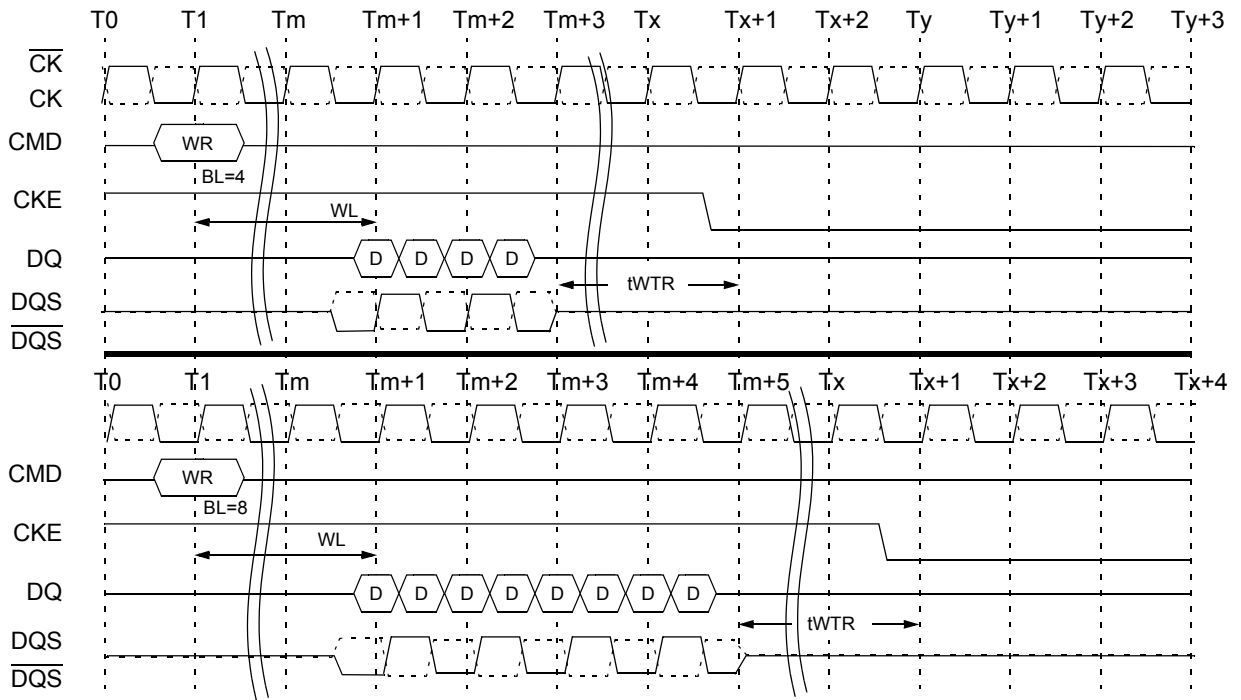 T0 T1 Tm Tm+1 Tm+2 Tm+3 Tx Tx+1 Tx+2 Ty Ty+1 Ty+2 Ty+3
CK
CK
CMD WR
BL=4
CKE
WL
DQ D D D D
tWTR
DQS
DQS
T0 T1 Tm Tm+1 Tm+2 Tm+3 Tm+4 Tm+5 Tx Tx+1 Tx+2 Tx+3 Tx+4
CMD WR
BL=8
CKE
WL
DQ D D D D D D D D
tWTR
DQS
DQS